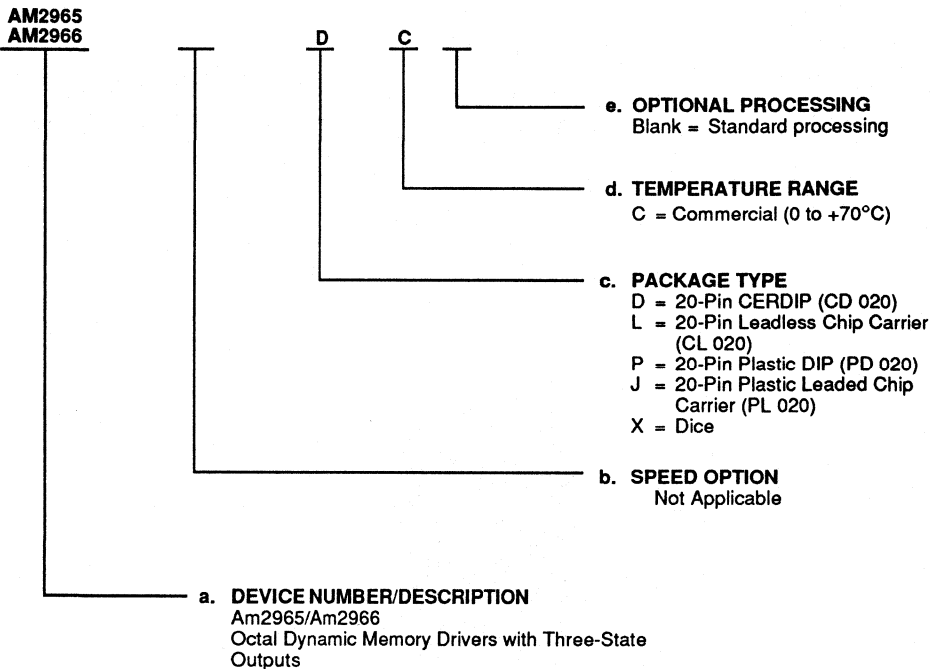 AM2965
AM2966
D C
e. OPTIONAL PROCESSING
Blank = Standard processing
d. TEMPERATURE RANGE
C = Commercial (0 to +70°C)
c. PACKAGE TYPE
D = 20-Pin CERDIP (CD 020)
L = 20-Pin Leadless Chip Carrier
(CL 020)
P = 20-Pin Plastic DIP (PD 020)
J = 20-Pin Plastic Leaded Chip
Carrier (PL 020)
X = Dice
b. SPEED OPTION
Not Applicable
a. DEVICE NUMBER/DESCRIPTION
Am2965/Am2966
Octal Dynamic Memory Drivers with Three-State
Outputs